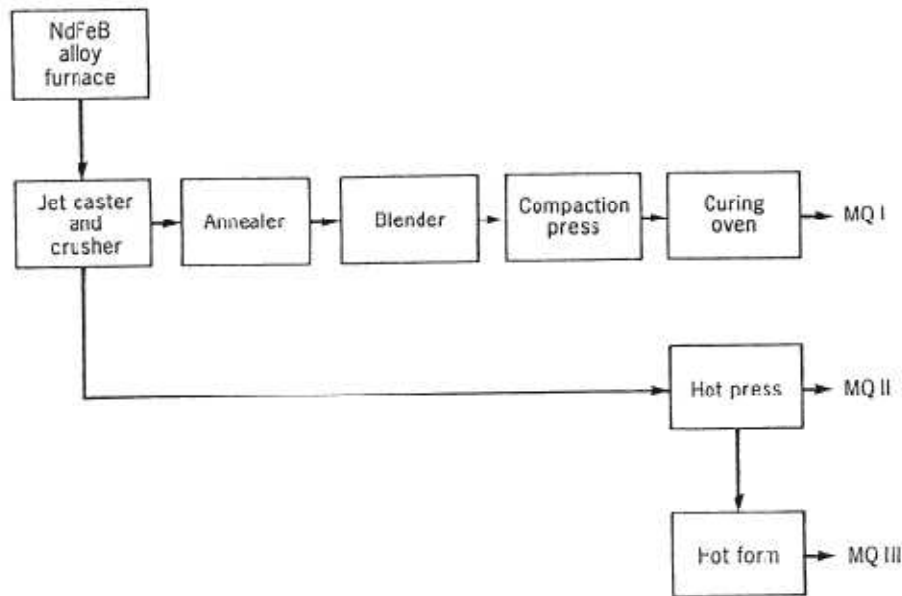 NdFeB
alloy
furnace
Jet caster
and
crusher
Annealer
Blender
Compaction
press
Curing
oven
MQ I
Hot press
MQ II
Hot form
MQ III